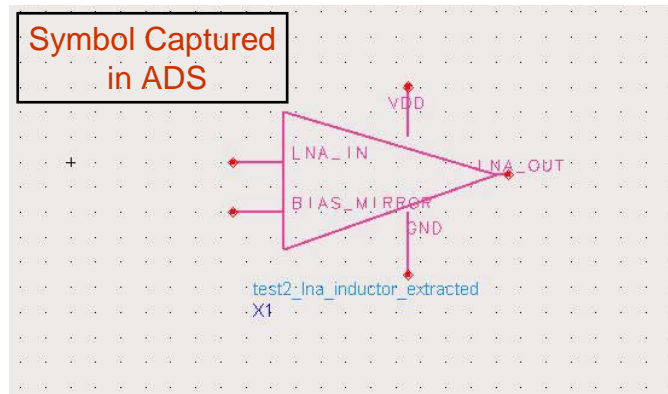 Symbol Captured
in ADS
VDD
LNA_IN
LNA_OUT
BIAS_MIRROR
GND
test2_lna_inductor_extracted
X1